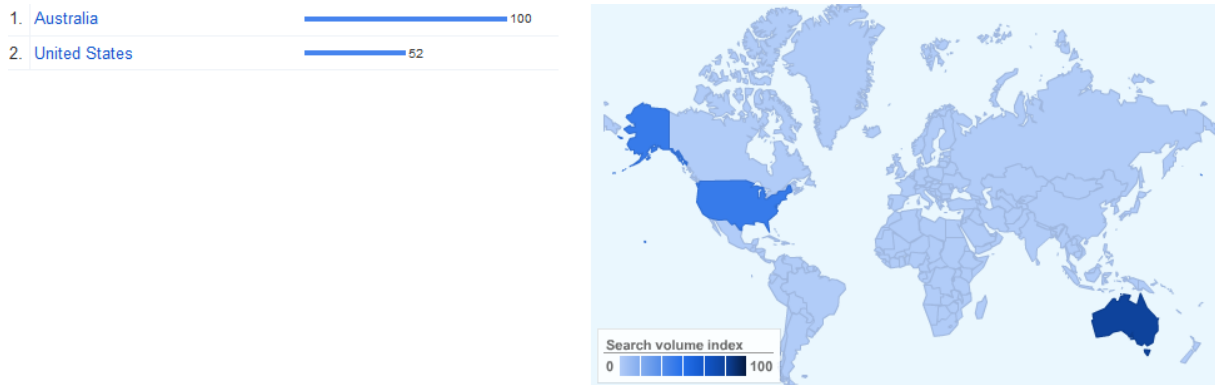 1. Australia 100
2. United States 52
Search volume index
0 100